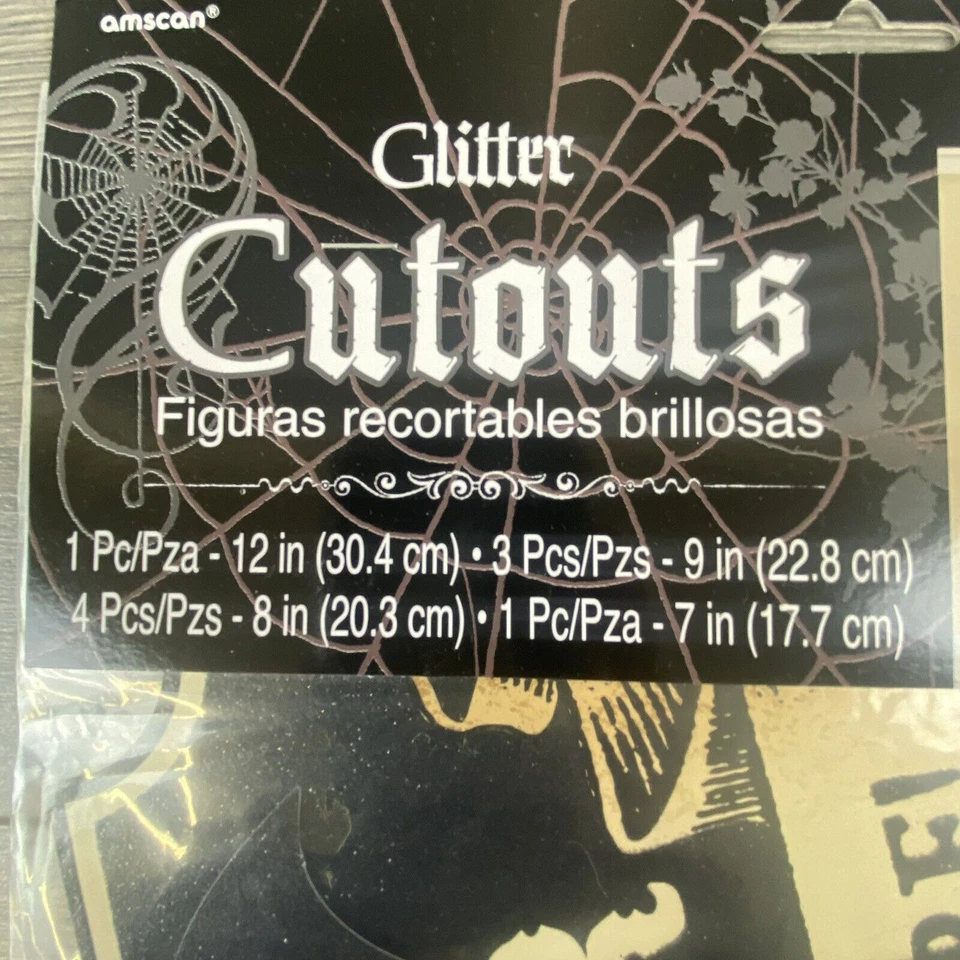 amscan®
Glitter
Cutouts
Figuras recortables brillosas
1 Pc/Pza - 12 in (30.4 cm) • 3 Pcs/Pzs - 9 in (22.8 cm)
4 Pcs/Pzs - 8 in (20.3 cm) • 1 Pc/Pza - 7 in (17.7 cm)